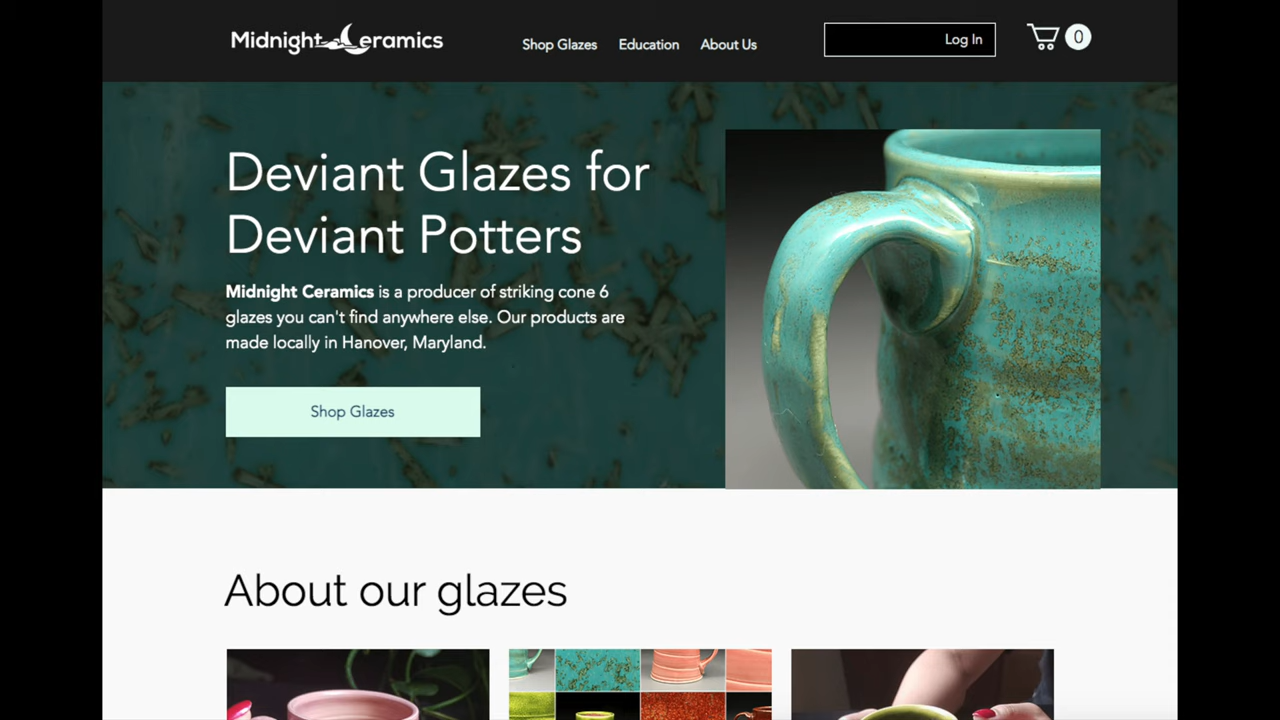 Midnight Ceramics
Shop Glazes
Education
About Us
Log In
0
Deviant Glazes for
Deviant Potters
Midnight Ceramics is a producer of striking cone 6
glazes you can't find anywhere else. Our products are
made locally in Hanover, Maryland.
Shop Glazes
About our glazes